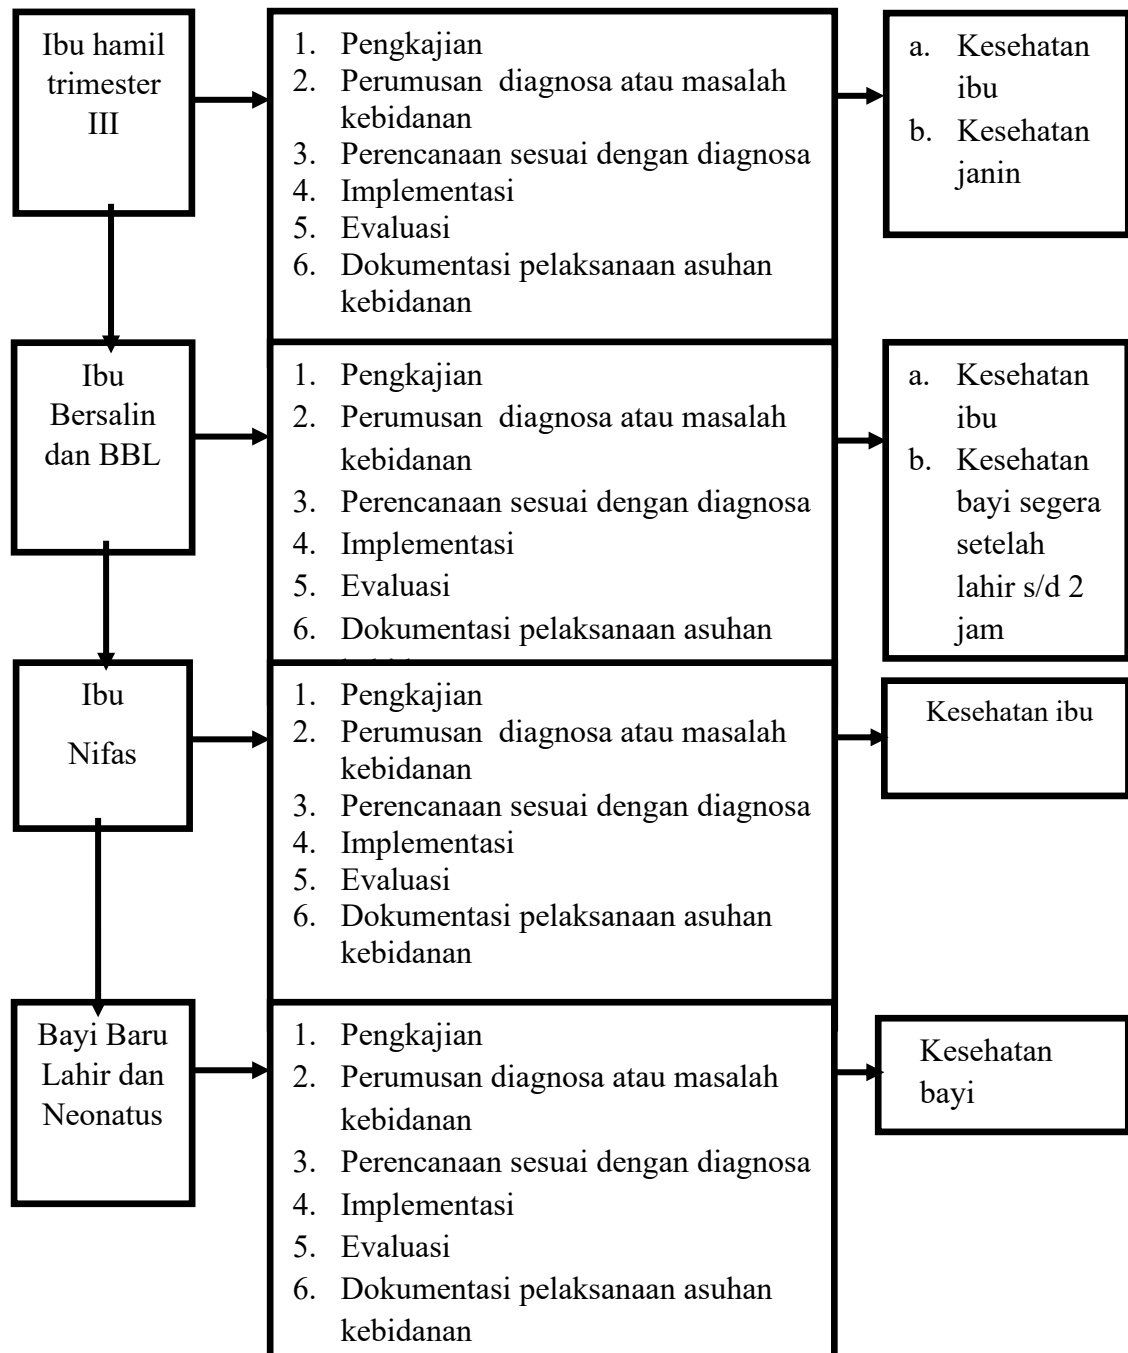 Ibu hamil
trimester
III
1. Pengkajian
2. Perumusan diagnosa atau masalah
kebidanan
3. Perencanaan sesuai dengan diagnosa
4. Implementasi
5. Evaluasi
6. Dokumentasi pelaksanaan asuhan
kebidanan
a. Kesehatan
ibu
b. Kesehatan
janin
Ibu
Bersalin
dan BBL
1. Pengkajian
2. Perumusan diagnosa atau masalah
kebidanan
3. Perencanaan sesuai dengan diagnosa
4. Implementasi
5. Evaluasi
6. Dokumentasi pelaksanaan asuhan
a. Kesehatan
ibu
b. Kesehatan
bayi segera
setelah
lahir s/d 2
jam
Ibu
Nifas
1. Pengkajian
2. Perumusan diagnosa atau masalah
kebidanan
3. Perencanaan sesuai dengan diagnosa
4. Implementasi
5. Evaluasi
6. Dokumentasi pelaksanaan asuhan
kebidanan
Kesehatan ibu
Bayi Baru
Lahir dan
Neonatus
1. Pengkajian
2. Perumusan diagnosa atau masalah
kebidanan
3. Perencanaan sesuai dengan diagnosa
4. Implementasi
5. Evaluasi
6. Dokumentasi pelaksanaan asuhan
kebidanan
Kesehatan
bayi